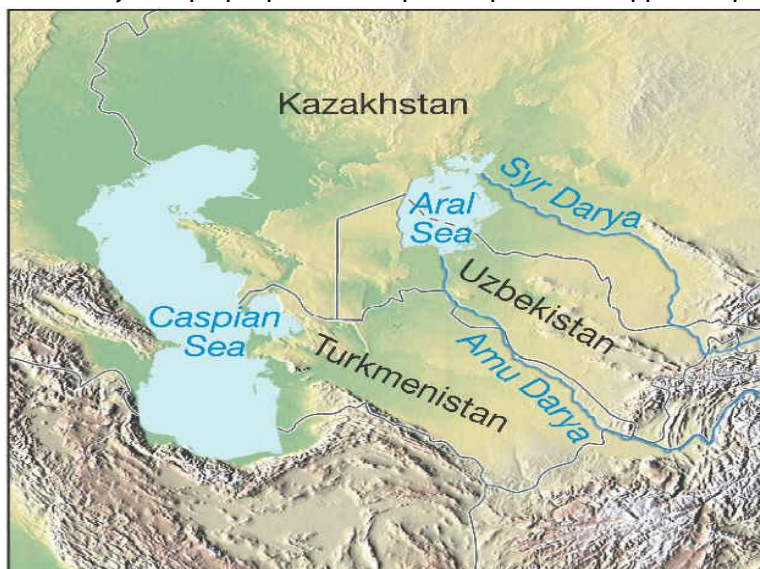 Kazakhstan
Syr Darya
Aral
Sea
Uzbekistan
Caspian
Sea
Turkmenistan
Amu Darya